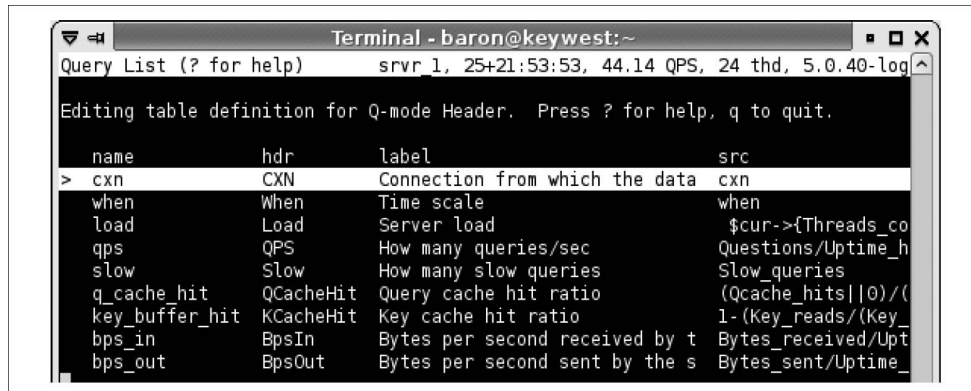 Terminal - baron@keywest:~
Query List (? for help) srvr_1, 25+21:53:53, 44.14 QPS, 24 thd, 5.0.40-log
Editing table definition for Q-mode Header. Press ? for help, q to quit.
name hdr label src
> cxn CXN Connection from which the data cxn
when When Time scale when
load Load Server load $cur->{Threads_co
qps QPS How many queries/sec Questions/Uptime_h
slow Slow How many slow queries Slow_queries
q_cache_hit QCacheHit Query cache hit ratio (Qcache_hits||0)/(
key_buffer_hit KCacheHit Key cache hit ratio 1-(Key_reads/(Key_
bps_in BpsIn Bytes per second received by t Bytes_received/Upt
bps_out BpsOut Bytes per second sent by the s Bytes_sent/Uptime_